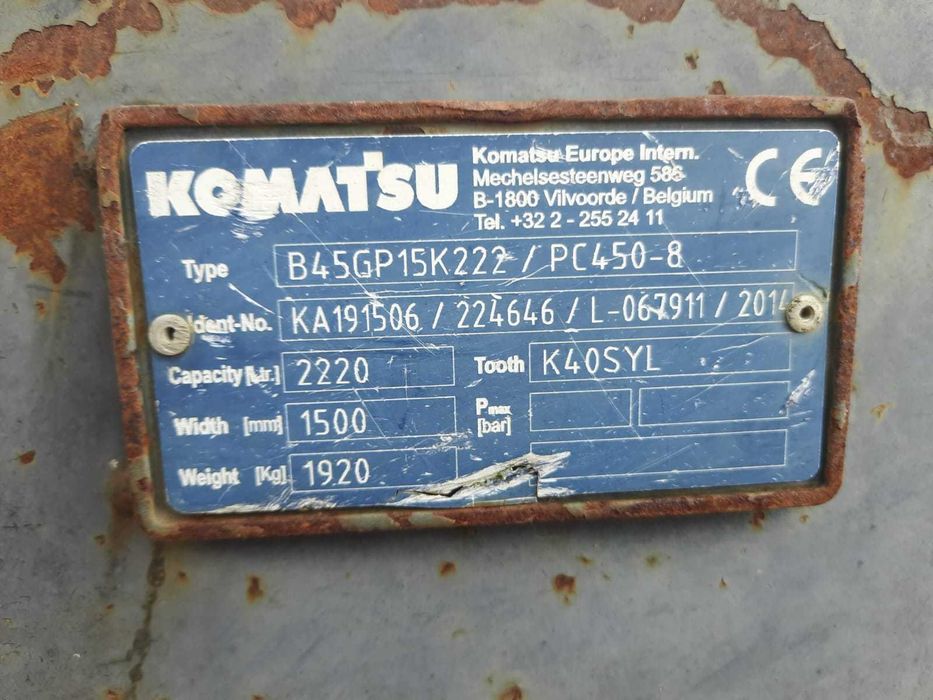 KOMATSU
Komatsu Europe Intern.
Mechelsesteenweg 586
B-1800 Vilvoorde / Belgium
Tel. +32 2 - 255 24 11
CE
Type B45GP15K222 / PC450-8
Ident-No. KA191506 / 224646 / L-067911 / 2014
Capacity [Ltr.] 2220 Tooth K40SYL
Width [mm] 1500 Pmax [bar]
Weight [Kg] 1920